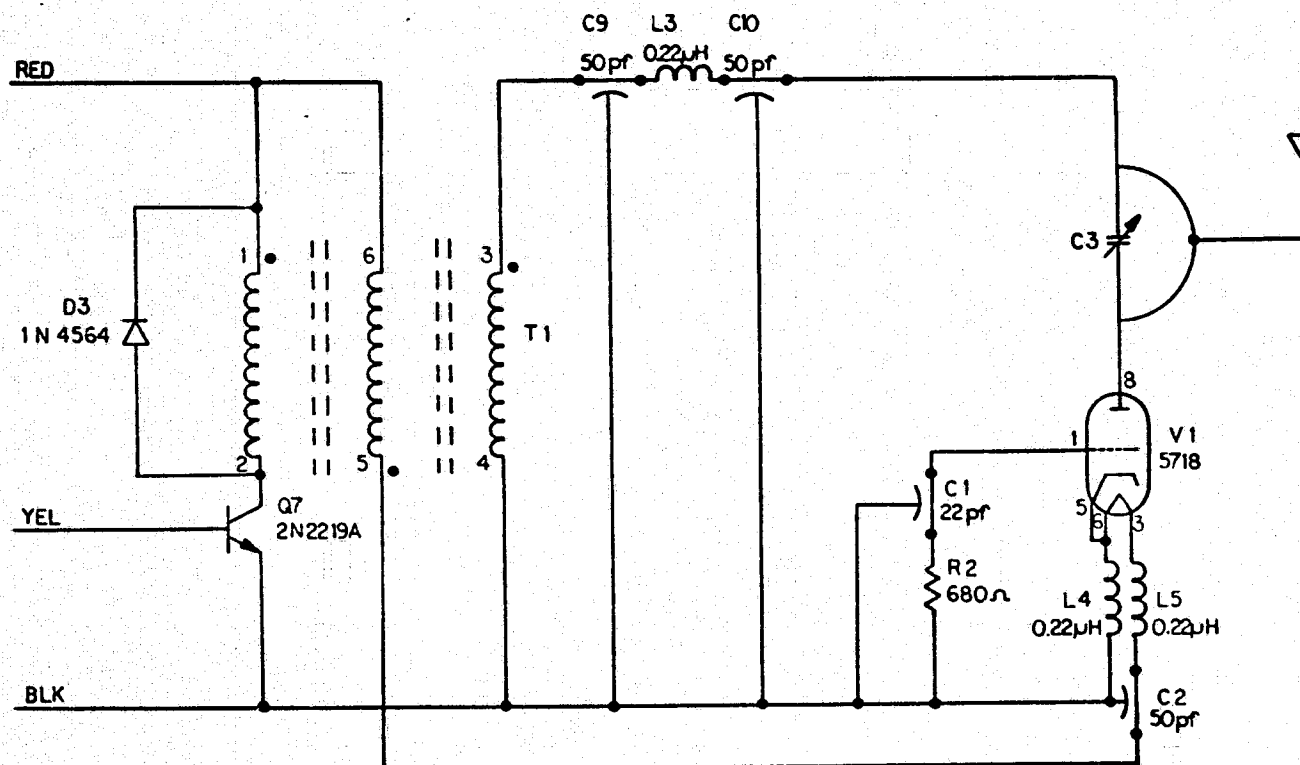 C9
L3
C10
50pf
0.22µH
50pf
RED
C3
1
6
3
D3
1N4564
T1
8
1
V1
5718
2
5
4
Q7
2N2219A
C1
22pf
5
6
3
YEL
R2
680Ω
L4
0.22µH
L5
0.22µH
BLK
C2
50pf